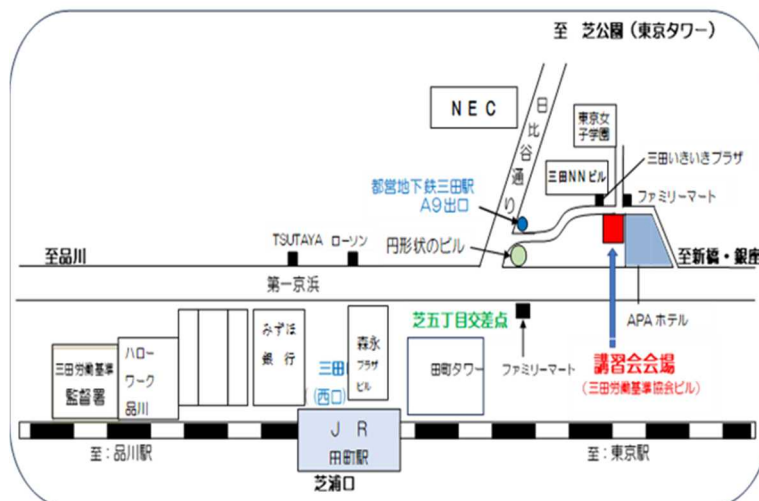 至 芝公園(東京タワー)
NEC
日比谷通り
東京女
子学園
三田いきいきプラザ
三田NNビル
都営地下鉄三田駅
A9出口
ファミリーマート
TSUTAYA ローソン
円形状のビル
至品川
至新橋・銀座
第一京浜
芝五丁目交差点
APAホテル
みずほ
銀行
森永
プラザ
ビル
三田労働基準
監督署
ハロー
ワーク
品川
三田
(西口)
田町タワー
ファミリーマート
講習会会場
(三田労働基準協会ビル)
JR
田町駅
至:品川駅
至:東京駅
芝浦口